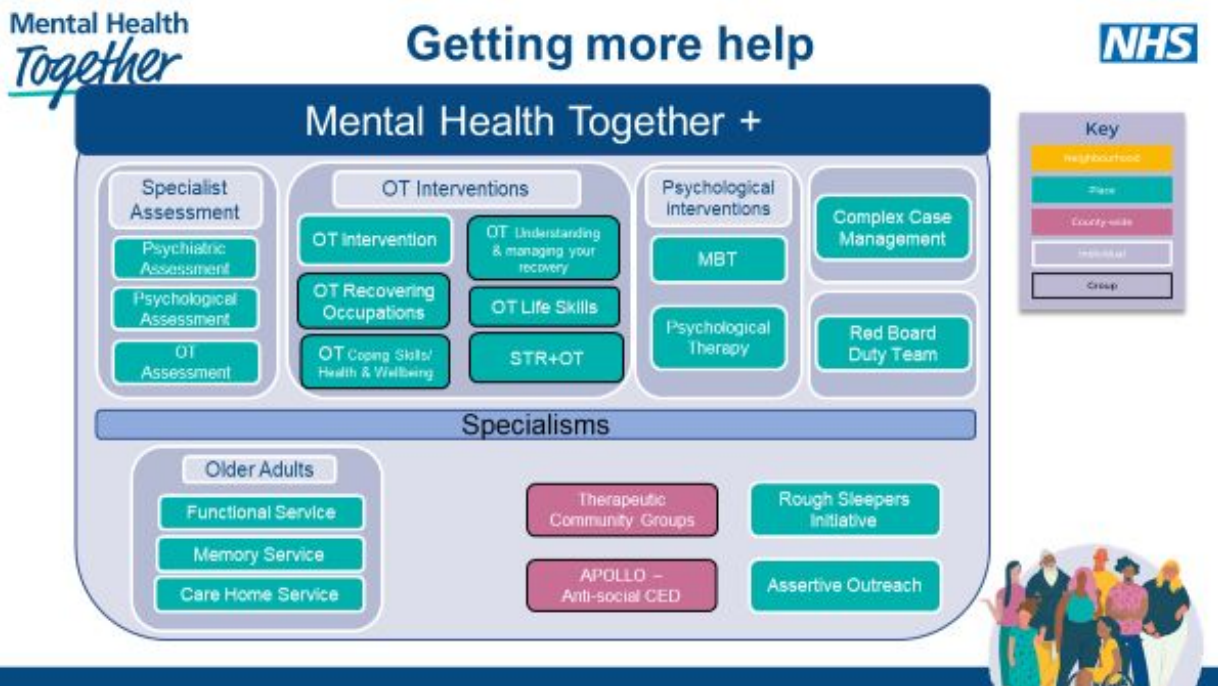 Mental Health
Together
Getting more help
NHS
Mental Health Together +
Key
Neighbourhood
Place
County-wide
Individual
Group
Specialist
Assessment
Psychiatric
Assessment
Psychological
Assessment
OT
Assessment
OT Interventions
OT Intervention
OT Understanding
& managing your
recovery
OT Recovering
Occupations
OT Life Skills
OT Coping Skills/
Health & Wellbeing
STR+OT
Psychological
interventions
MBT
Psychological
Therapy
Complex Case
Management
Red Board
Duty Team
Specialisms
Older Adults
Functional Service
Memory Service
Care Home Service
Therapeutic
Community Groups
APOLLO –
Anti-social CED
Rough Sleepers
Initiative
Assertive Outreach